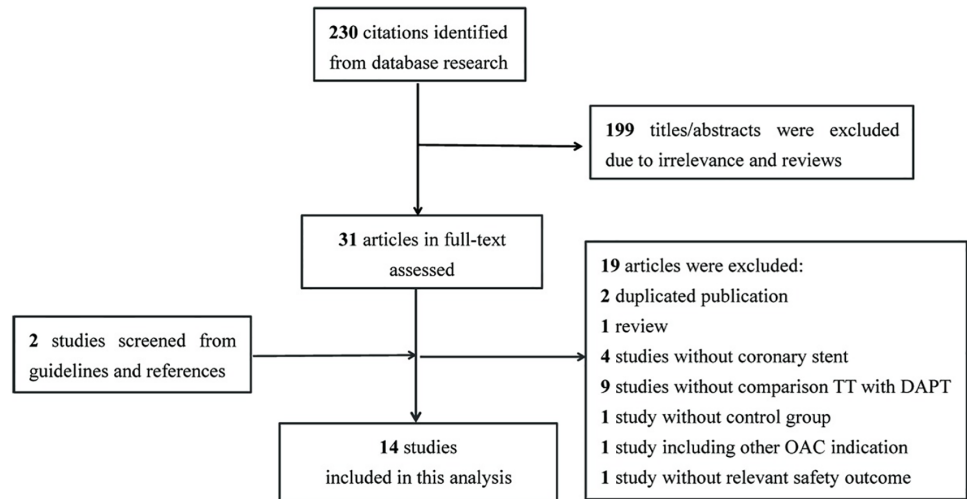 230 citations identified
from database research
199 titles/abstracts were excluded
due to irrelevance and reviews
31 articles in full-text
assessed
2 studies screened from
guidelines and references
19 articles were excluded:
2 duplicated publication
1 review
4 studies without coronary stent
9 studies without comparison TT with DAPT
1 study without control group
1 study including other OAC indication
1 study without relevant safety outcome
14 studies
included in this analysis